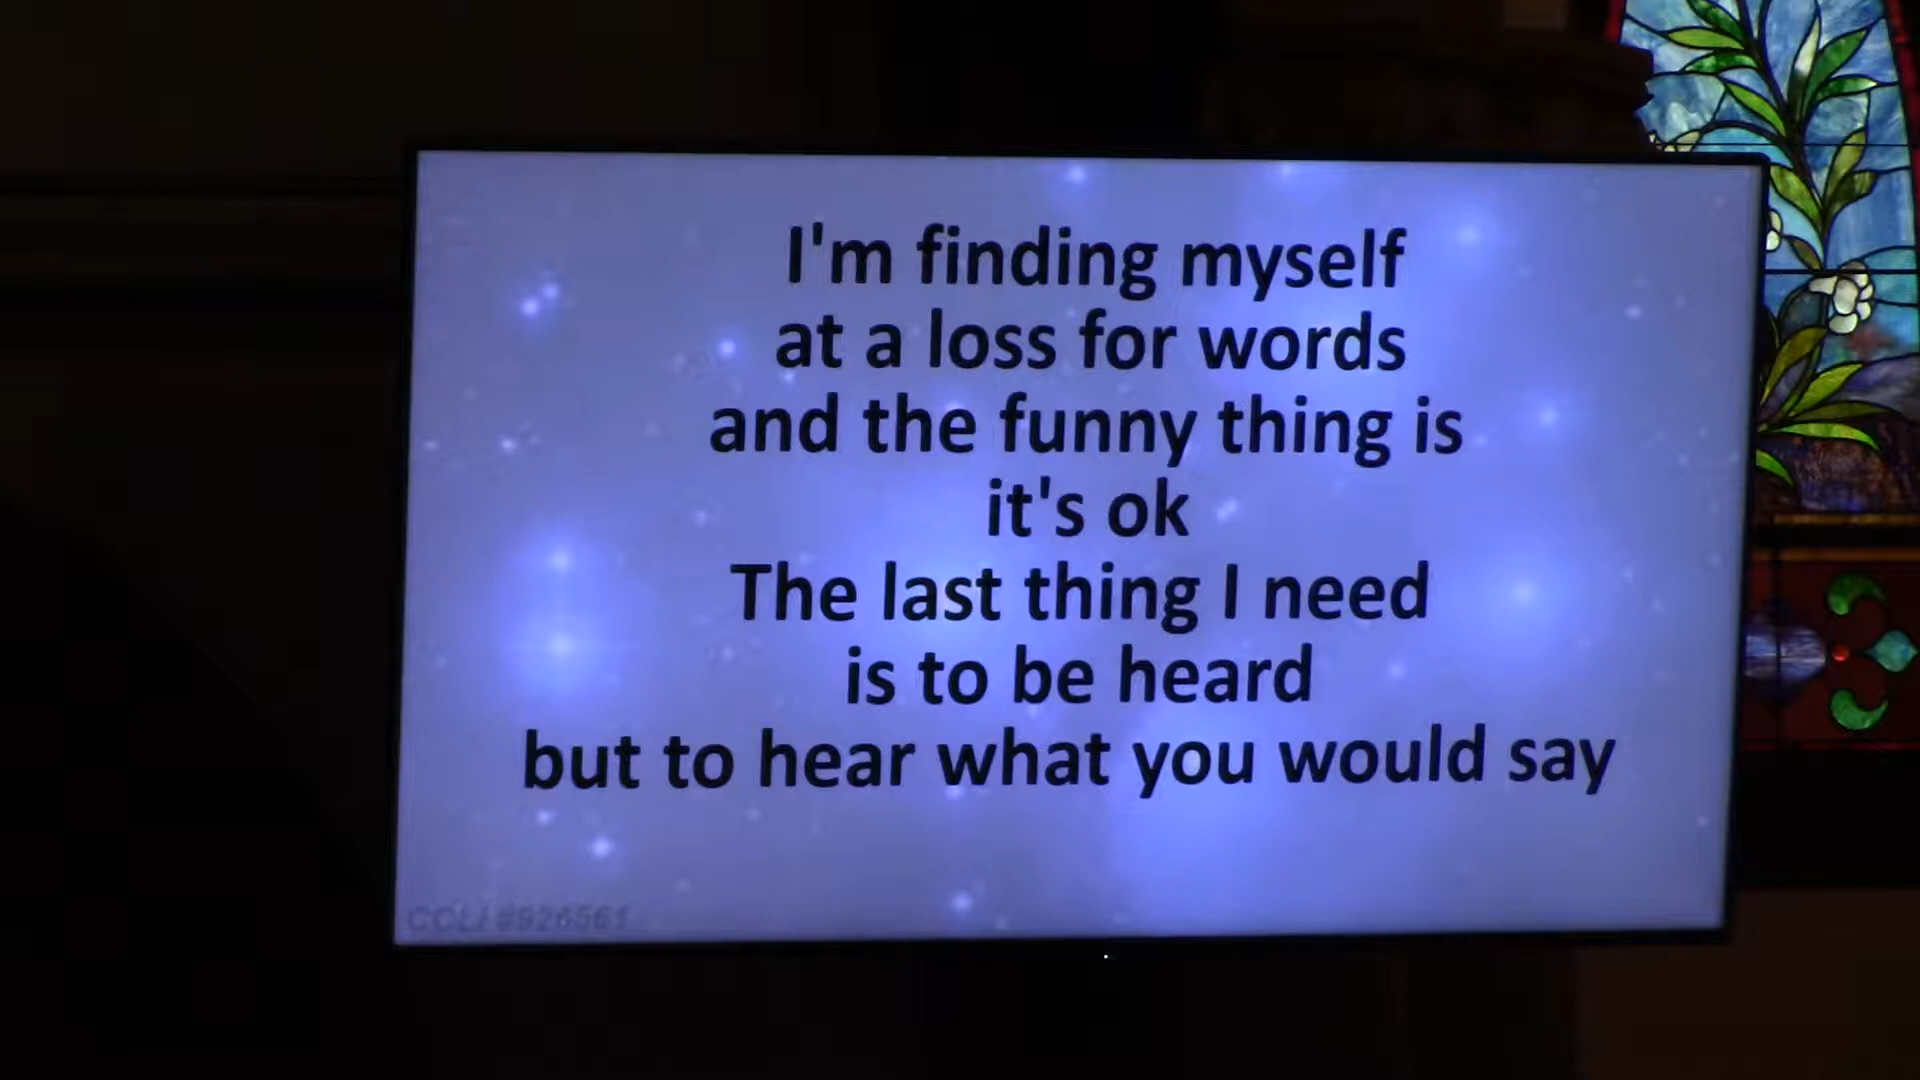 I'm finding myself
at a loss for words
and the funny thing is
it's ok
The last thing I need
is to be heard
but to hear what you would say
#926561